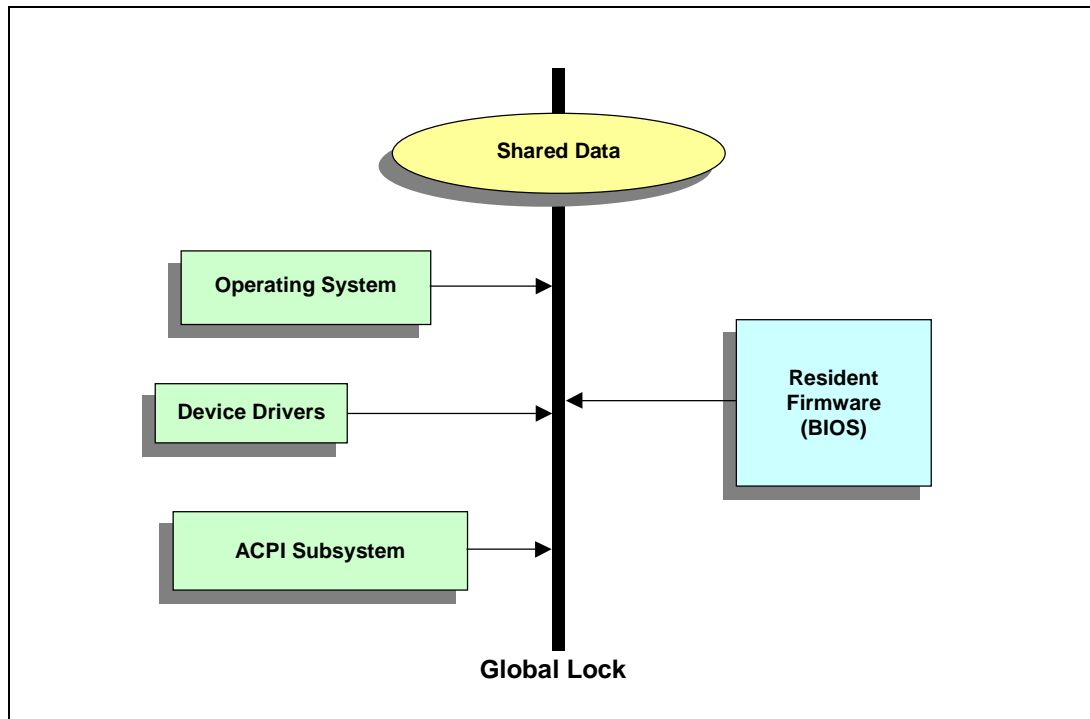 Shared Data
Operating System
Device Drivers
ACPI Subsystem
Resident
Firmware
(BIOS)
Global Lock